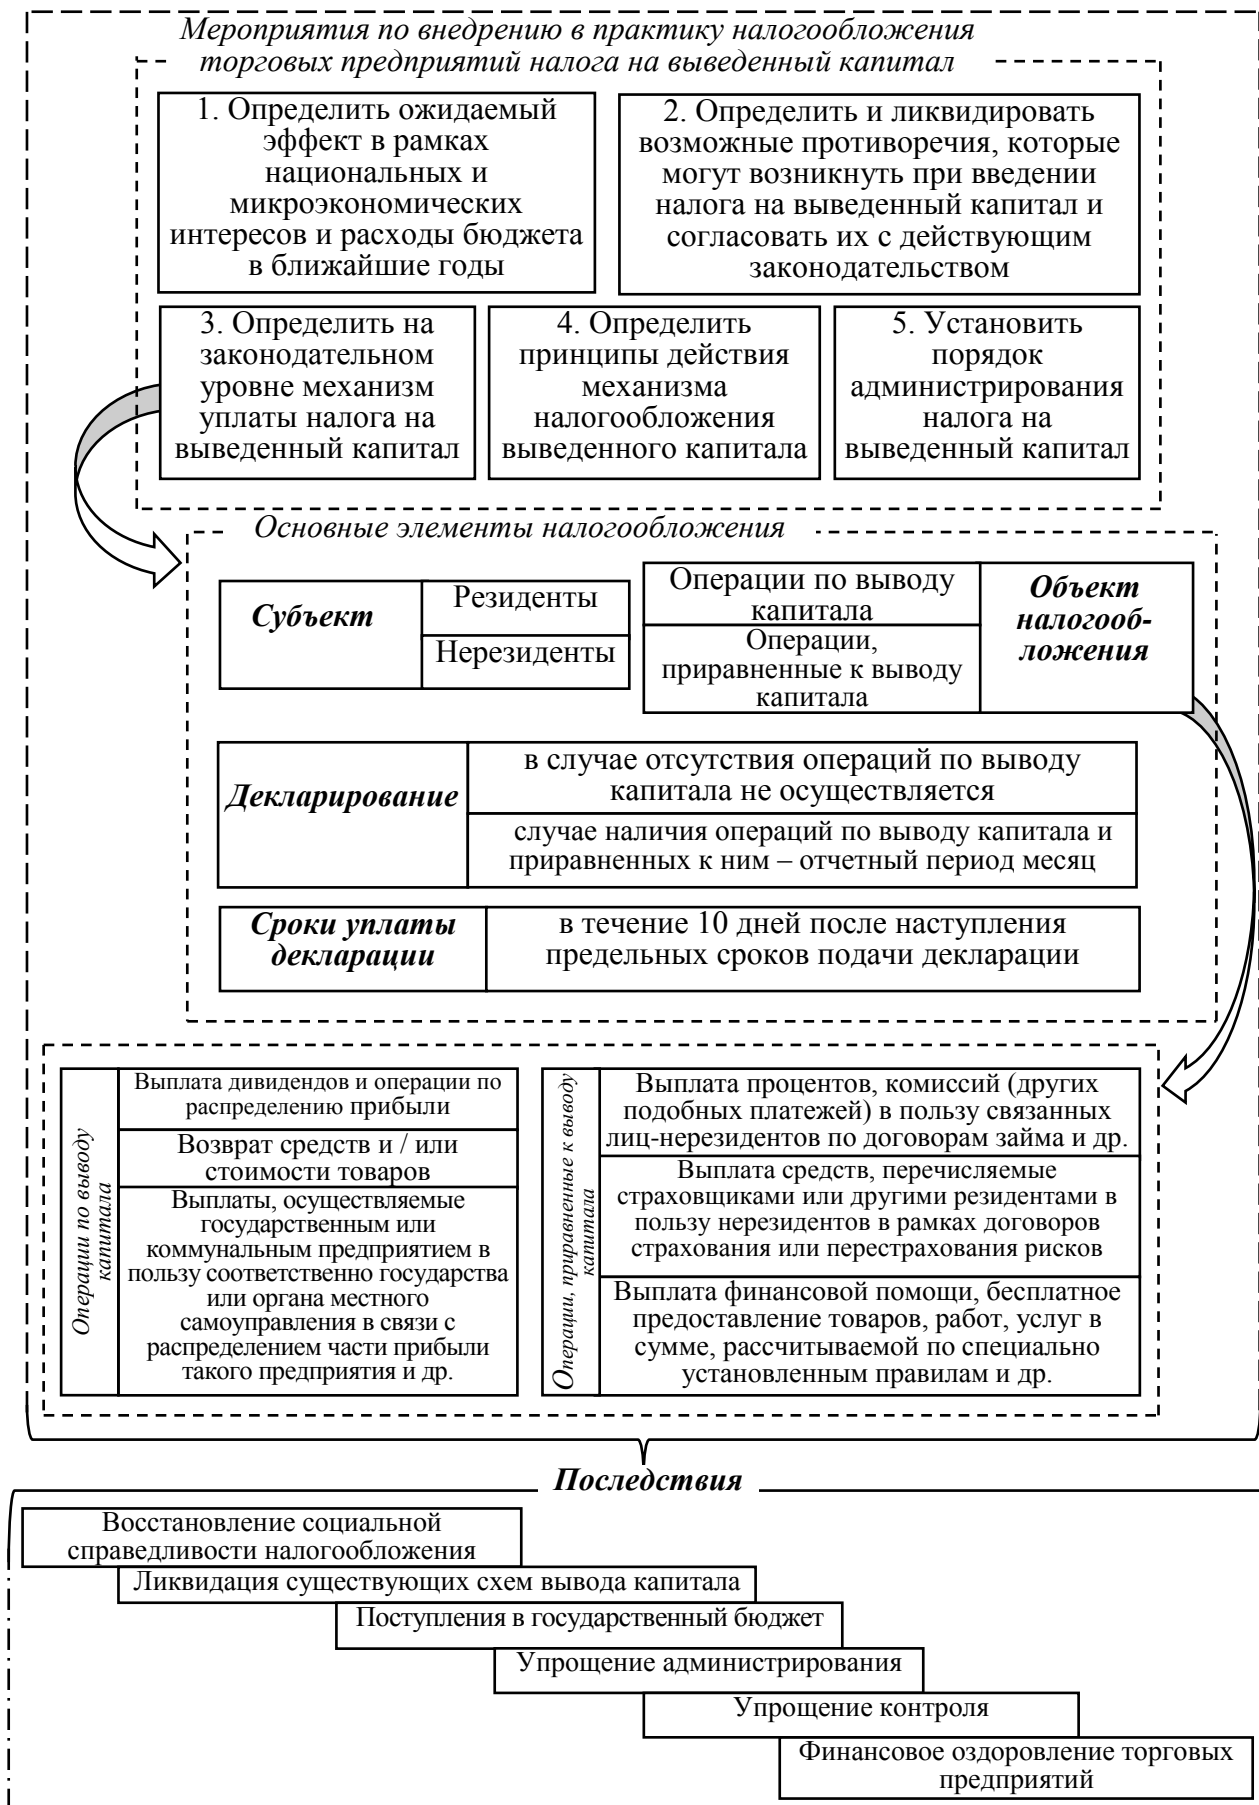 Мероприятия по внедрению в практику налогообложения
торговых предприятий налога на выведенный капитал
1. Определить ожидаемый
эффект в рамках
национальных и
микроэкономических
интересов и расходы бюджета
в ближайшие годы
2. Определить и ликвидировать
возможные противоречия, которые
могут возникнуть при введении
налога на выведенный капитал и
согласовать их с действующим
законодательством
3. Определить на
законодательном
уровне механизм
уплаты налога на
выведенный капитал
4. Определить
принципы действия
механизма
налогообложения
выведенного капитала
5. Установить
порядок
администрирования
налога на
выведенный капитал
Основные элементы налогообложения
Субъект
Резиденты
Нерезиденты
Операции по выводу
капитала
Операции,
приравненные к выводу
капитала
Объект
налогооб-
ложения
Декларирование
в случае отсутствия операций по выводу
капитала не осуществляется
случае наличия операций по выводу капитала и
приравненных к ним – отчетный период месяц
Сроки уплаты
декларации
в течение 10 дней после наступления
предельных сроков подачи декларации
Операции по выводу
капитала
Выплата дивидендов и операции по
распределению прибыли
Возврат средств и / или
стоимости товаров
Выплаты, осуществляемые
государственным или
коммунальным предприятием в
пользу соответственно государства
или органа местного
самоуправления в связи с
распределением части прибыли
такого предприятия и др.
Операции, приравненные к выводу
капитала
Выплата процентов, комиссий (других
подобных платежей) в пользу связанных
лиц-нерезидентов по договорам займа и др.
Выплата средств, перечисляемые
страховщиками или другими резидентами в
пользу нерезидентов в рамках договоров
страхования или перестрахования рисков
Выплата финансовой помощи, бесплатное
предоставление товаров, работ, услуг в
сумме, рассчитываемой по специально
установленным правилам и др.
Последствия
Восстановление социальной
справедливости налогообложения
Ликвидация существующих схем вывода капитала
Поступления в государственный бюджет
Упрощение администрирования
Упрощение контроля
Финансовое оздоровление торговых
предприятий